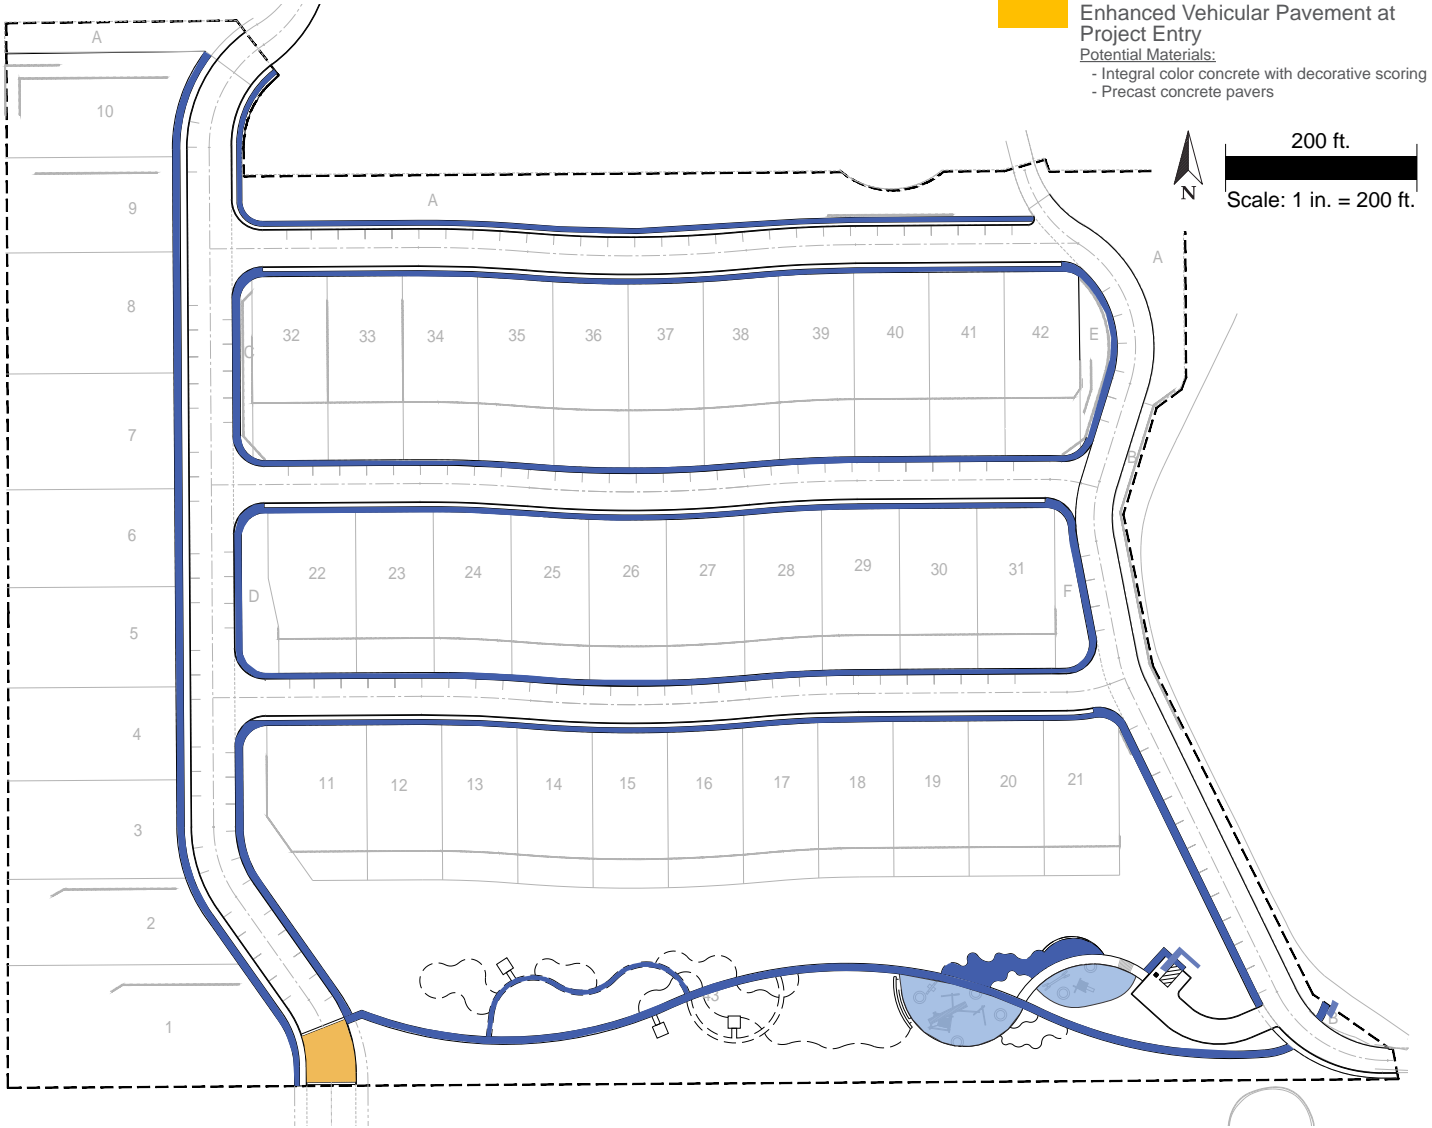 Enhanced Vehicular Pavement at
Project Entry
Potential Materials:
- Integral color concrete with decorative scoring
- Precast concrete pavers
200 ft.
N
Scale: 1 in. = 200 ft.
A
10
9
A
A
8
32
33
34
35
36
37
38
39
40
41
42
E
C
7
B
6
22
23
24
25
26
27
28
29
30
31
D
F
5
4
11
12
13
14
15
16
17
18
19
20
21
3
2
43
1
B